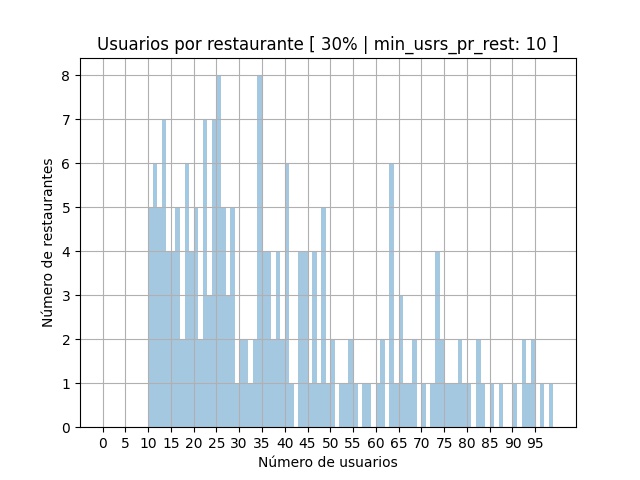 Usuarios por restaurante [ 30% | min_usrs_pr_rest: 10 ]
8
7
6
5
4
3
2
1
0
Número de restaurantes
0 5 10 15 20 25 30 35 40 45 50 55 60 65 70 75 80 85 90 95
Número de usuarios